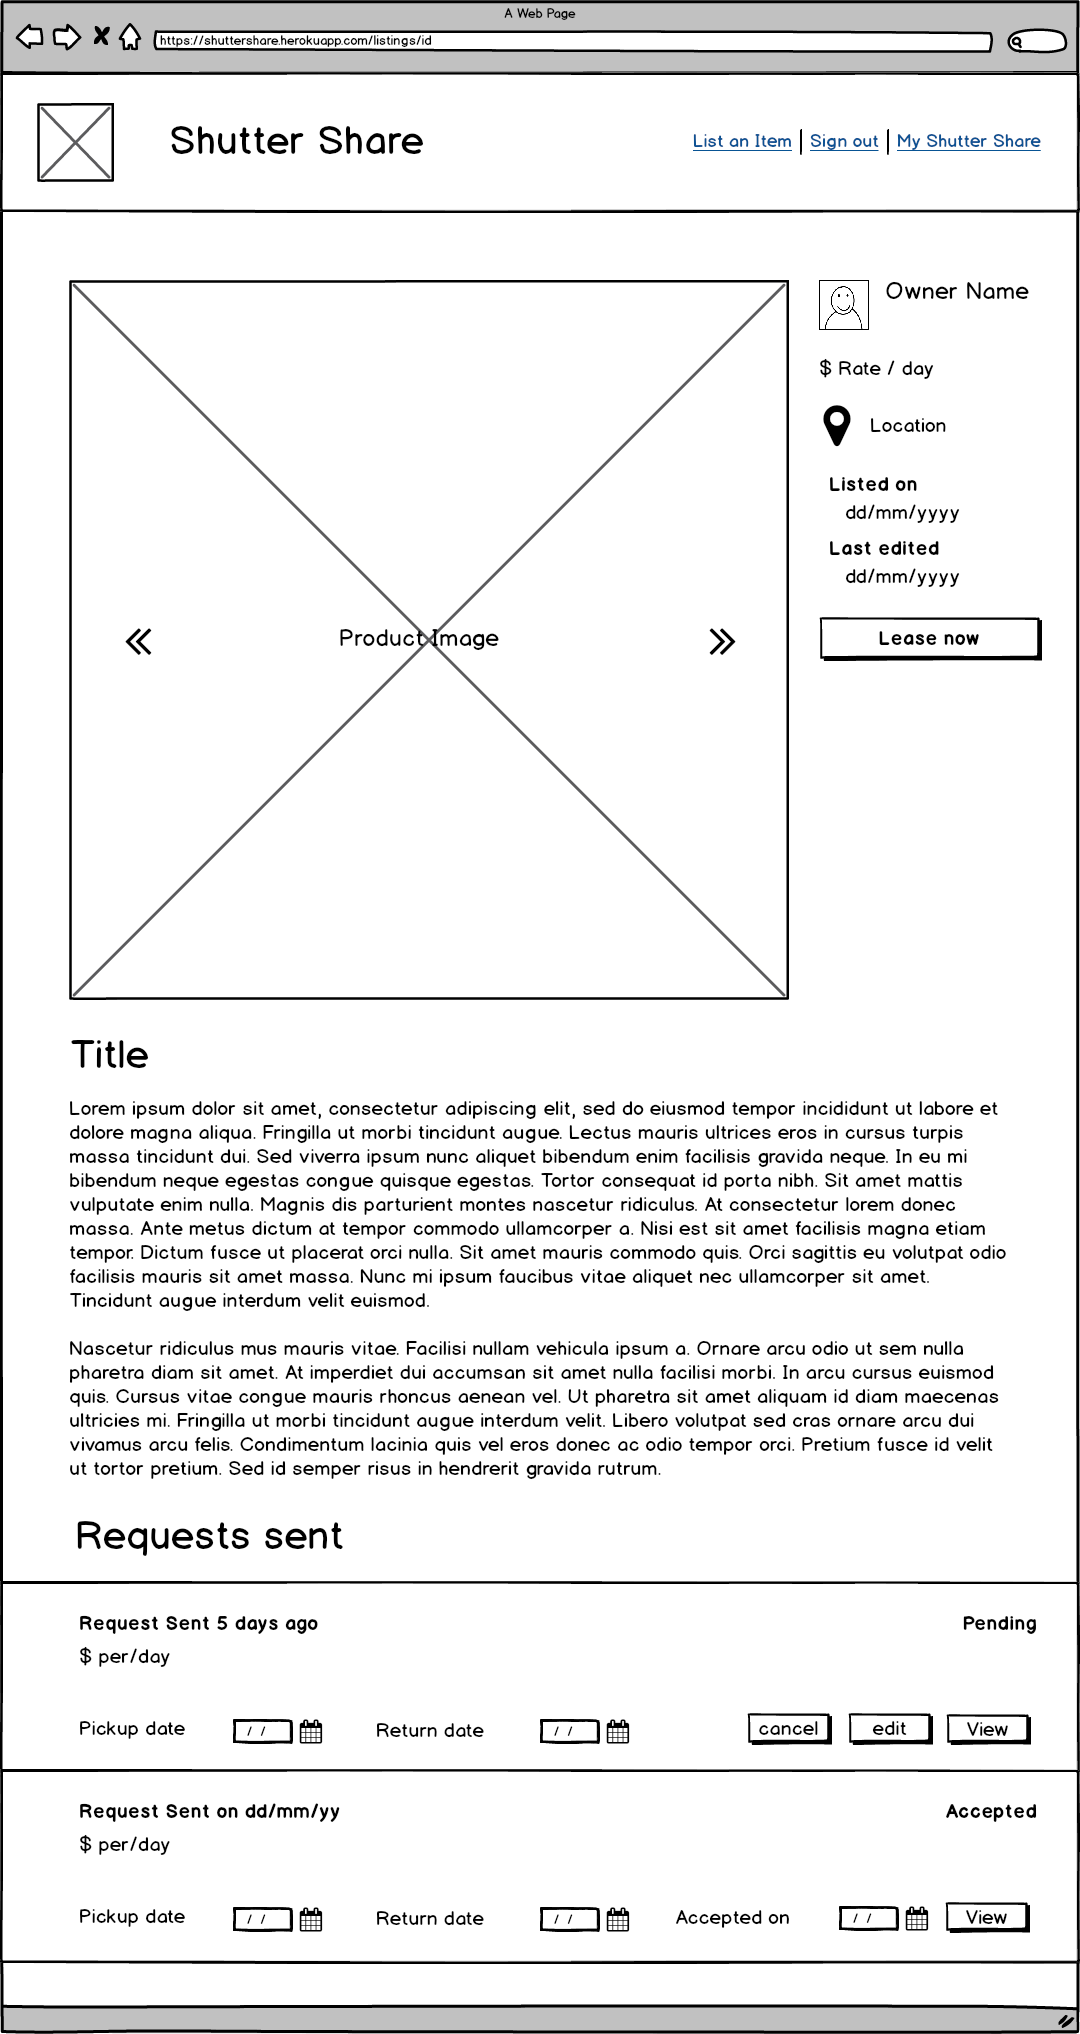 A Web Page
https://shuttershare.herokuapp.com/listings/id
Shutter Share
List an Item | Sign out | My Shutter Share
Owner Name
$ Rate / day
Location
Listed on
dd/mm/yyyy
Last edited
dd/mm/yyyy
Product Image
Lease now
Title
Lorem ipsum dolor sit amet, consectetur adipiscing elit, sed do eiusmod tempor incididunt ut labore et
dolore magna aliqua. Fringilla ut morbi tincidunt augue. Lectus mauris ultrices eros in cursus turpis
massa tincidunt dui. Sed viverra ipsum nunc aliquet bibendum enim facilisis gravida neque. In eu mi
bibendum neque egestas congue quisque egestas. Tortor consequat id porta nibh. Sit amet mattis
vulputate enim nulla. Magnis dis parturient montes nascetur ridiculus. At consectetur lorem donec
massa. Ante metus dictum at tempor commodo ullamcorper a. Nisi est sit amet facilisis magna etiam
tempor. Dictum fusce ut placerat orci nulla. Sit amet mauris commodo quis. Orci sagittis eu volutpat odio
facilisis mauris sit amet massa. Nunc mi ipsum faucibus vitae aliquet nec ullamcorper sit amet.
Tincidunt augue interdum velit euismod.
Nascetur ridiculus mus mauris vitae. Facilisi nullam vehicula ipsum a. Ornare arcu odio ut sem nulla
pharetra diam sit amet. At imperdiet dui accumsan sit amet nulla facilisi morbi. In arcu cursus euismod
quis. Cursus vitae congue mauris rhoncus aenean vel. Ut pharetra sit amet aliquam id diam maecenas
ultricies mi. Fringilla ut morbi tincidunt augue interdum velit. Libero volutpat sed cras ornare arcu dui
vivamus arcu felis. Condimentum lacinia quis vel eros donec ac odio tempor orci. Pretium fusce id velit
ut tortor pretium. Sed id semper risus in hendrerit gravida rutrum.
Requests sent
Request Sent 5 days ago Pending
$ per/day
Pickup date / / Return date / / cancel edit View
Request Sent on dd/mm/yy Accepted
$ per/day
Pickup date / / Return date / / Accepted on / / View